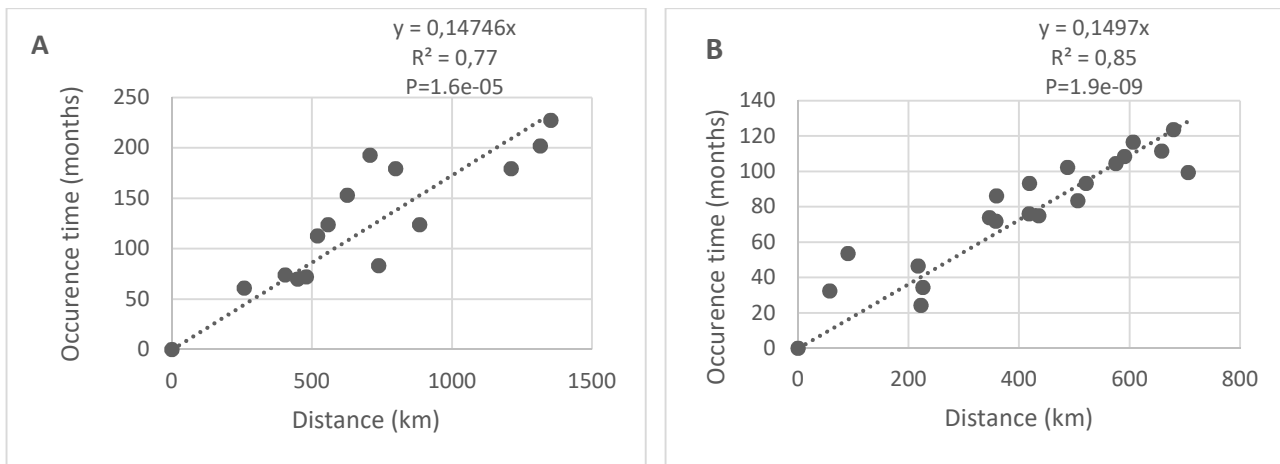 A
y = 0,14746x
R² = 0,77
P=1.6e-05
Occurence time (months)
250
200
150
100
50
0
0 500 1000 1500
Distance (km)
B
y = 0,1497x
R² = 0,85
P=1.9e-09
Occurence time (months)
140
120
100
80
60
40
20
0
0 200 400 600 800
Distance (km)